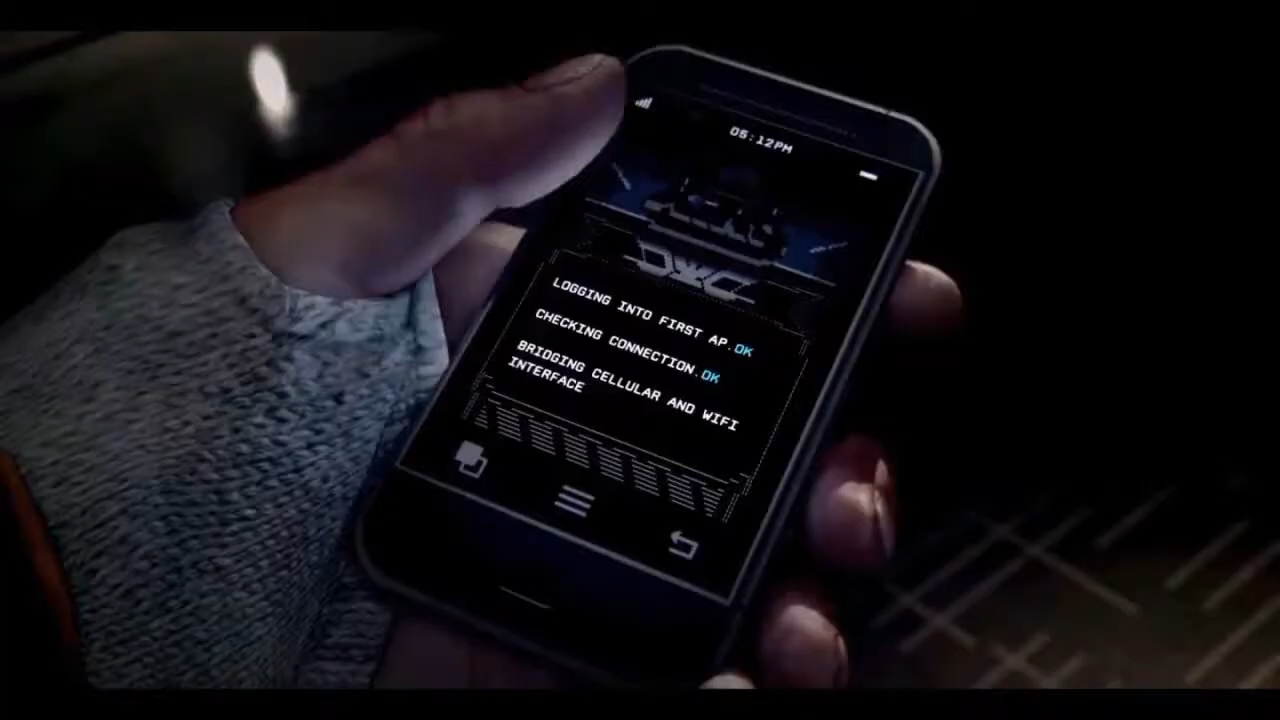 05:12PM
LOGGING INTO FIRST AP.OK
CHECKING CONNECTION.OK
BRIDGING CELLULAR AND WIFI
INTERFACE